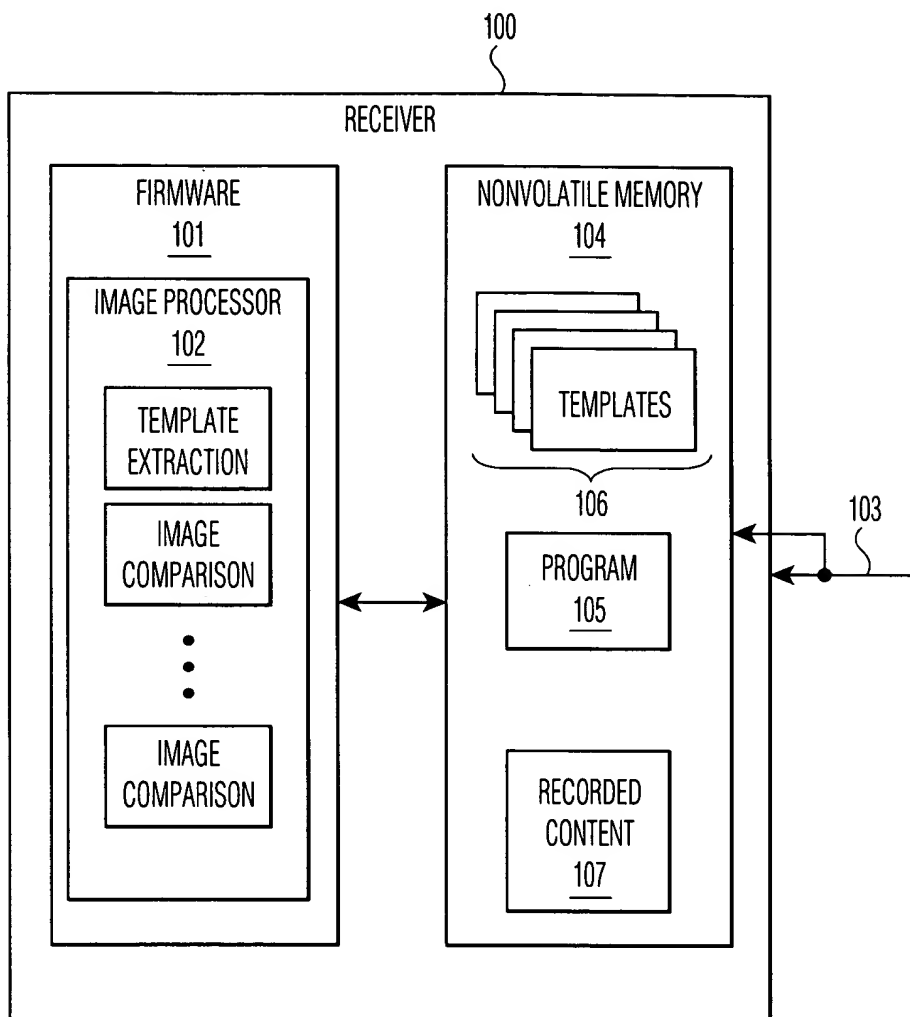 100
RECEIVER
FIRMWARE
101
IMAGE PROCESSOR
102
TEMPLATE
EXTRACTION
IMAGE
COMPARISON
IMAGE
COMPARISON
NONVOLATILE MEMORY
104
TEMPLATES
106
PROGRAM
105
RECORDED
CONTENT
107
103